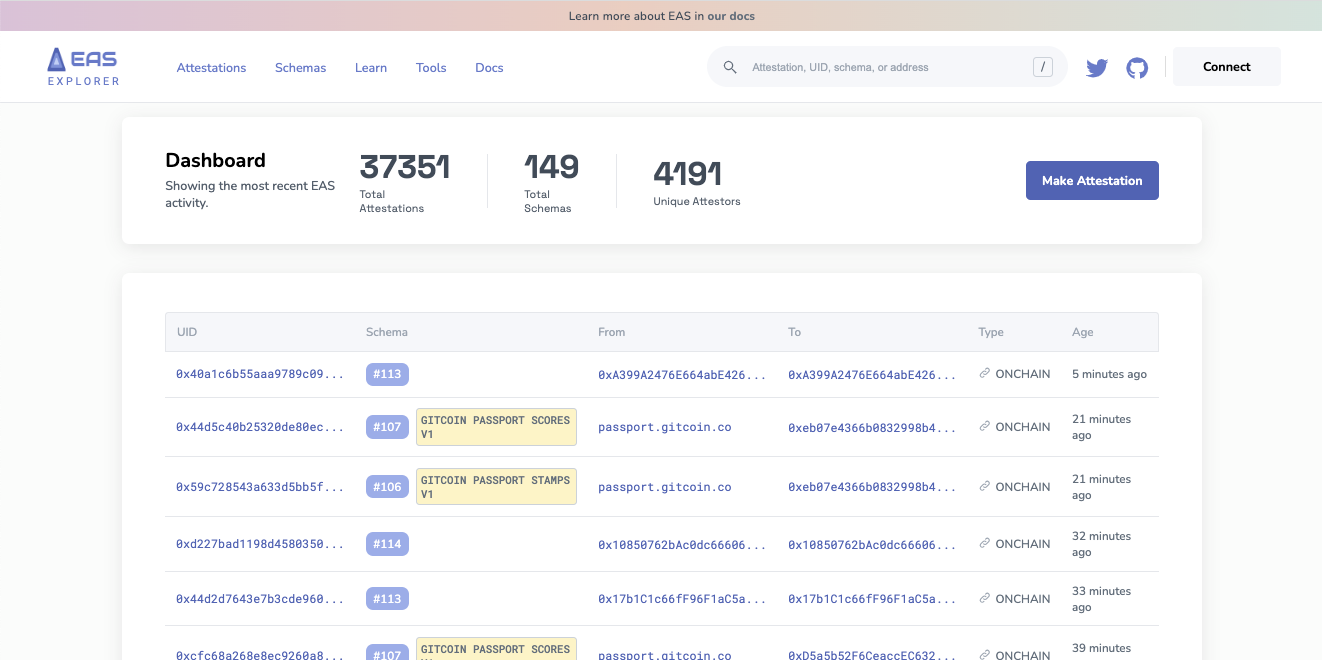 Learn more about EAS in our docs
EAS
EXPLORER
Attestations Schemas Learn Tools Docs
Attestation, UID, schema, or address /
Connect
Dashboard
Showing the most recent EAS
activity.
37351
Total
Attestations
149
Total
Schemas
4191
Unique Attestors
Make Attestation
UID Schema From To Type Age
0x40a1c6b55aaa9789c09... #113 0xA399A2476E664abE426... 0xA399A2476E664abE426... ONCHAIN 5 minutes ago
0x44d5c40b25320de80ec... #107 GITCOIN PASSPORT SCORES
V1 passport.gitcoin.co 0xeb07e4366b0832998b4... ONCHAIN 21 minutes
ago
0x59c728543a633d5bb5f... #106 GITCOIN PASSPORT STAMPS
V1 passport.gitcoin.co 0xeb07e4366b0832998b4... ONCHAIN 21 minutes
ago
0xd227bad1198d4580350... #114 0x10850762bAc0dc66606... 0x10850762bAc0dc66606... ONCHAIN 32 minutes
ago
0x44d2d7643e7b3cde960... #113 0x17b1C1c66fF96F1aC5a... 0x17b1C1c66fF96F1aC5a... ONCHAIN 33 minutes
ago
0xcfc68a268e8ec9260a8... #107 GITCOIN PASSPORT SCORES
passport.gitcoin.co 0xD5a5b52F6CeaccEC632... ONCHAIN 39 minutes